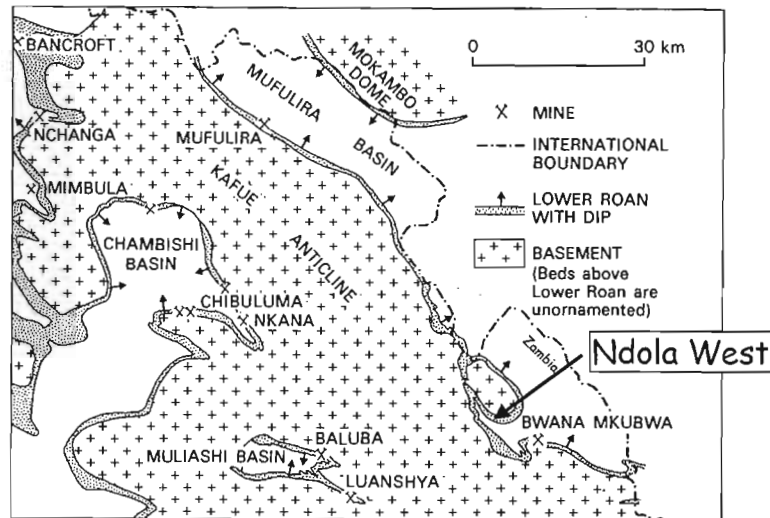 BANCROFT
NCHANGA
MIMBULA
CHAMBISHI
BASIN
CHIBULUMA
NKANA
MUFULIRA
KAFUE
ANTICLINE
MUFULIRA
BASIN
MOKAMBO
DOME
MULIASHI BASIN
BALUBA
LUANSHYA
Zambia
Ndola West
BWANA MKUBWA
0 30 km
MINE
INTERNATIONAL
BOUNDARY
LOWER ROAN
WITH DIP
BASEMENT
(Beds above
Lower Roan are
unornamented)